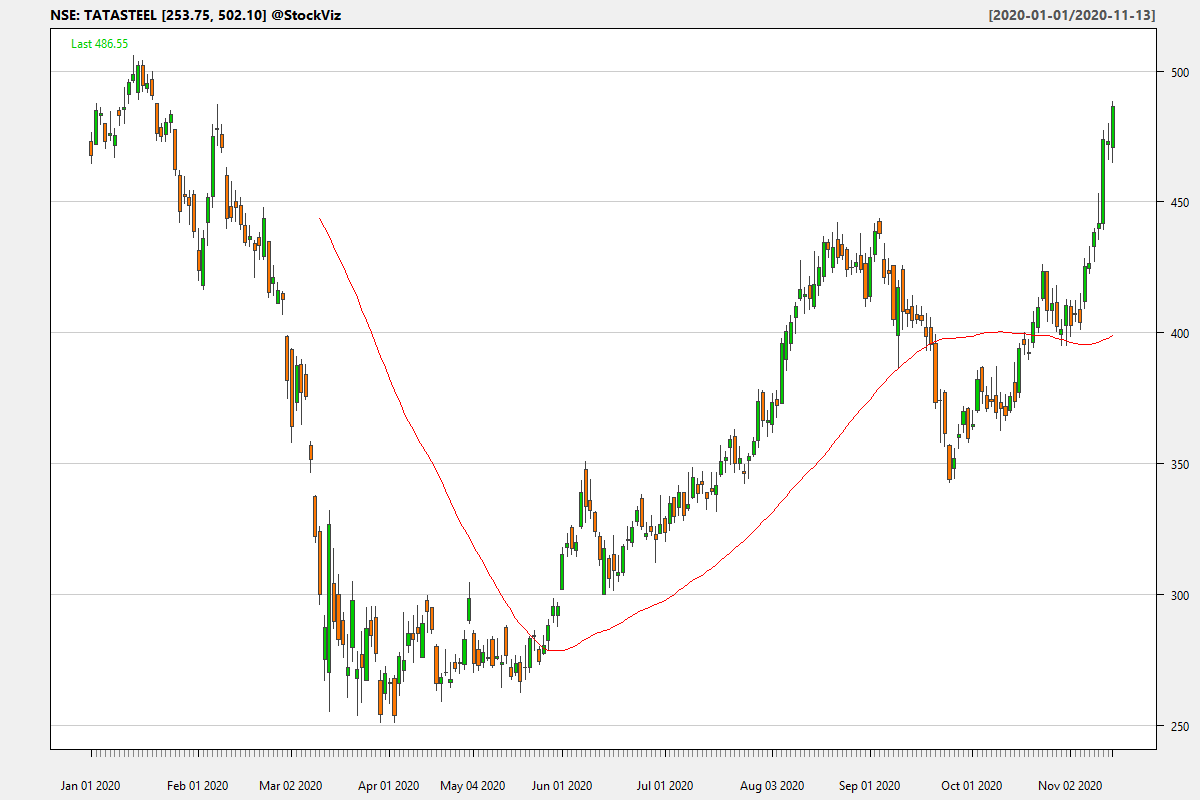 NSE: TATASTEEL [253.75, 502.10] @StockViz
[2020-01-01/2020-11-13]
Last 486.55
500
450
400
350
300
250
Jan 01 2020
Feb 01 2020
Mar 02 2020
Apr 01 2020
May 04 2020
Jun 01 2020
Jul 01 2020
Aug 03 2020
Sep 01 2020
Oct 01 2020
Nov 02 2020